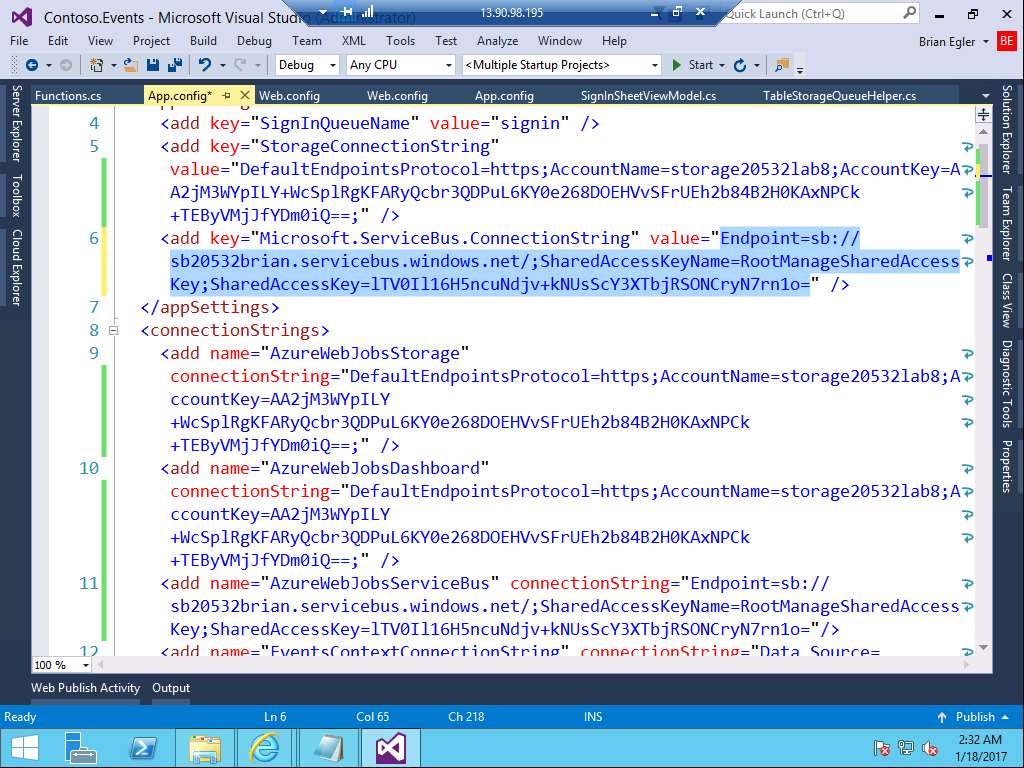 Contoso.Events - Microsoft Visual Studio (Administrator)
13.90.98.195
Quick Launch (Ctrl+Q)
File Edit View Project Build Debug Team XML Tools Test Analyze Window Help
Brian Egler BE
Debug Any CPU <Multiple Startup Projects> Start
Functions.cs App.config* Web.config Web.config App.config SignInSheetViewModel.cs TableStorageQueueHelper.cs
Server Explorer
Toolbox
Cloud Explorer
4 <add key="SignInQueueName" value="signin" />
5 <add key="StorageConnectionString"
value="DefaultEndpointsProtocol=https;AccountName=storage20532lab8;AccountKey=A
A2jM3WYpILY+WcSplRgKFARyQcbr3QDPuL6KY0e268DOEHVvSFrUEh2b84B2H0KAxNPCk
+TEByVMjJfYDm0iQ==;" />
6 <add key="Microsoft.ServiceBus.ConnectionString" value="Endpoint=sb://
sb20532brian.servicebus.windows.net/;SharedAccessKeyName=RootManageSharedAccess
Key;SharedAccessKey=lTV0Il16H5ncuNdjv+kNUsScY3XTbjRSONCryN7rn1o=" />
7 </appSettings>
8 <connectionStrings>
9 <add name="AzureWebJobsStorage"
connectionString="DefaultEndpointsProtocol=https;AccountName=storage20532lab8;A
ccountKey=AA2jM3WYpILY
+WcSplRgKFARyQcbr3QDPuL6KY0e268DOEHVvSFrUEh2b84B2H0KAxNPCk
+TEByVMjJfYDm0iQ==;" />
10 <add name="AzureWebJobsDashboard"
connectionString="DefaultEndpointsProtocol=https;AccountName=storage20532lab8;A
ccountKey=AA2jM3WYpILY
+WcSplRgKFARyQcbr3QDPuL6KY0e268DOEHVvSFrUEh2b84B2H0KAxNPCk
+TEByVMjJfYDm0iQ==;" />
11 <add name="AzureWebJobsServiceBus" connectionString="Endpoint=sb://
sb20532brian.servicebus.windows.net/;SharedAccessKeyName=RootManageSharedAccess
Key;SharedAccessKey=lTV0Il16H5ncuNdjv+kNUsScY3XTbjRSONCryN7rn1o="/>
12 <add name="EventsContextConnectionString" connectionString="Data Source=
Solution Explorer
Team Explorer
Class View
Diagnostic Tools
Properties
100 %
Web Publish Activity Output
Ready Ln 6 Col 65 Ch 218 INS Publish
2:32 AM
1/18/2017